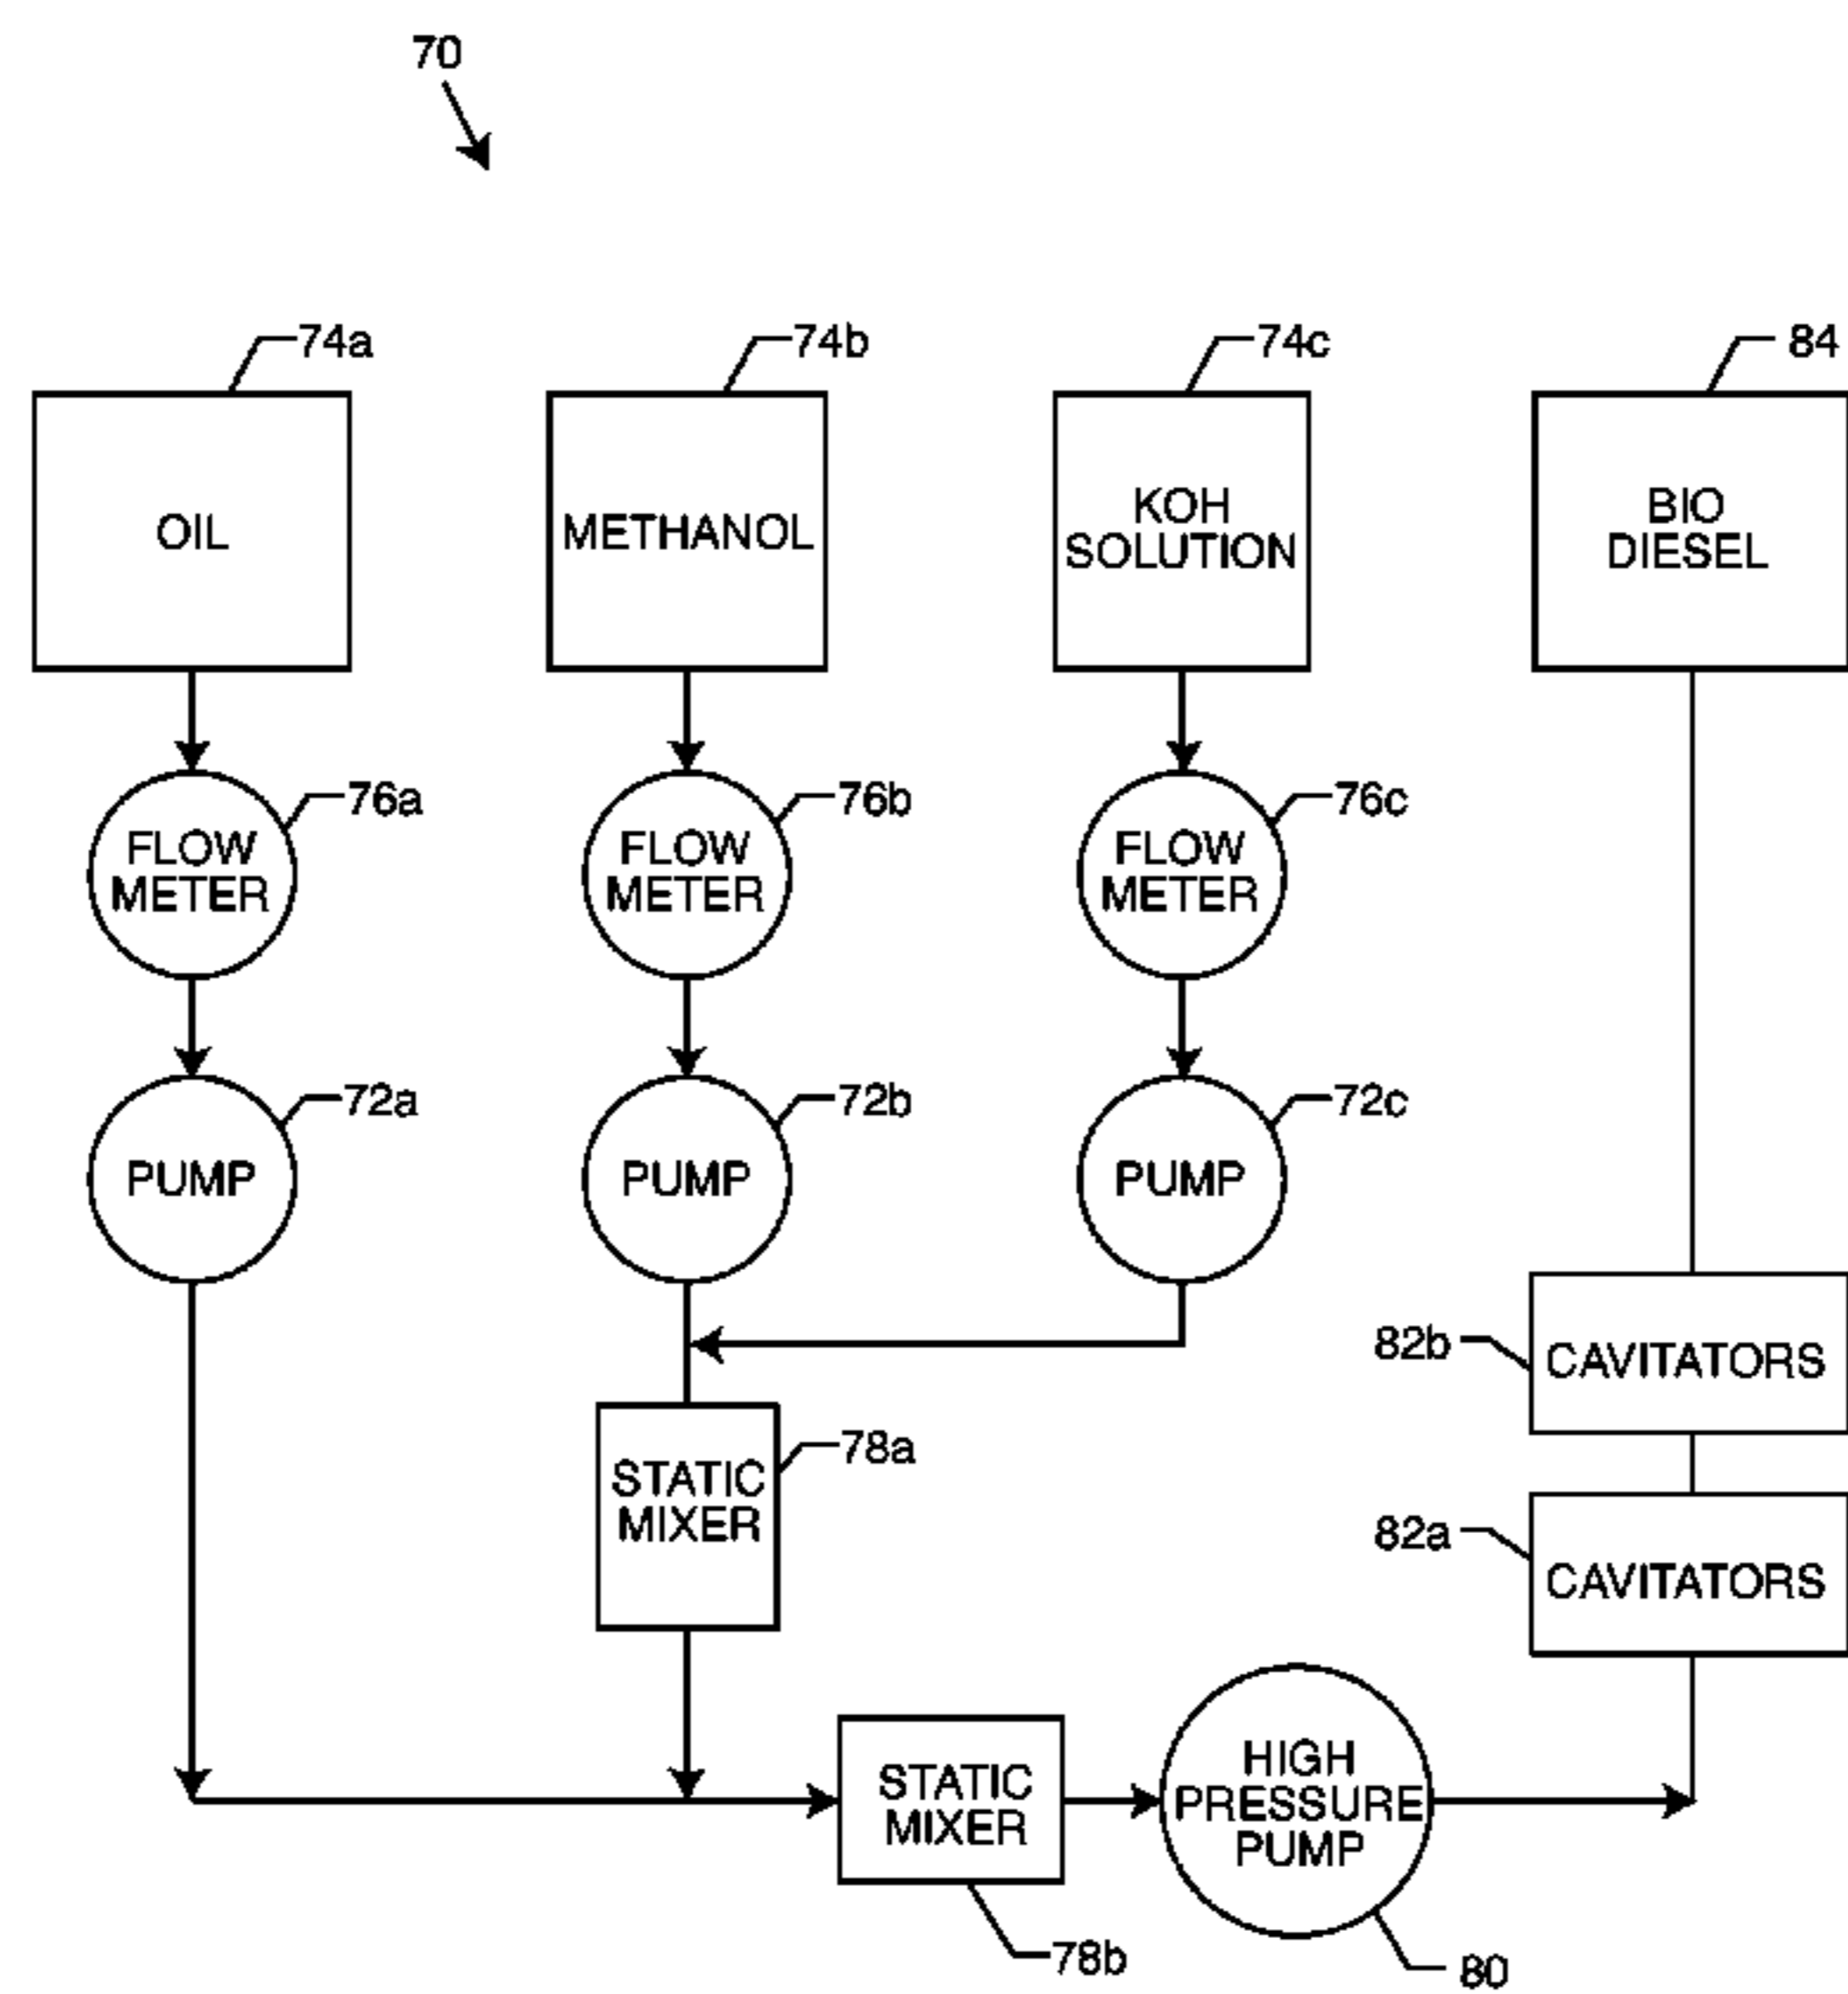 70
74a
74b
74c
84
OIL
METHANOL
KOH
SOLUTION
BIO
DIESEL
76a
76b
76c
FLOW
METER
FLOW
METER
FLOW
METER
72a
72b
72c
PUMP
PUMP
PUMP
82b
CAVITATORS
78a
STATIC
MIXER
82a
CAVITATORS
STATIC
MIXER
HIGH
PRESSURE
PUMP
78b
80